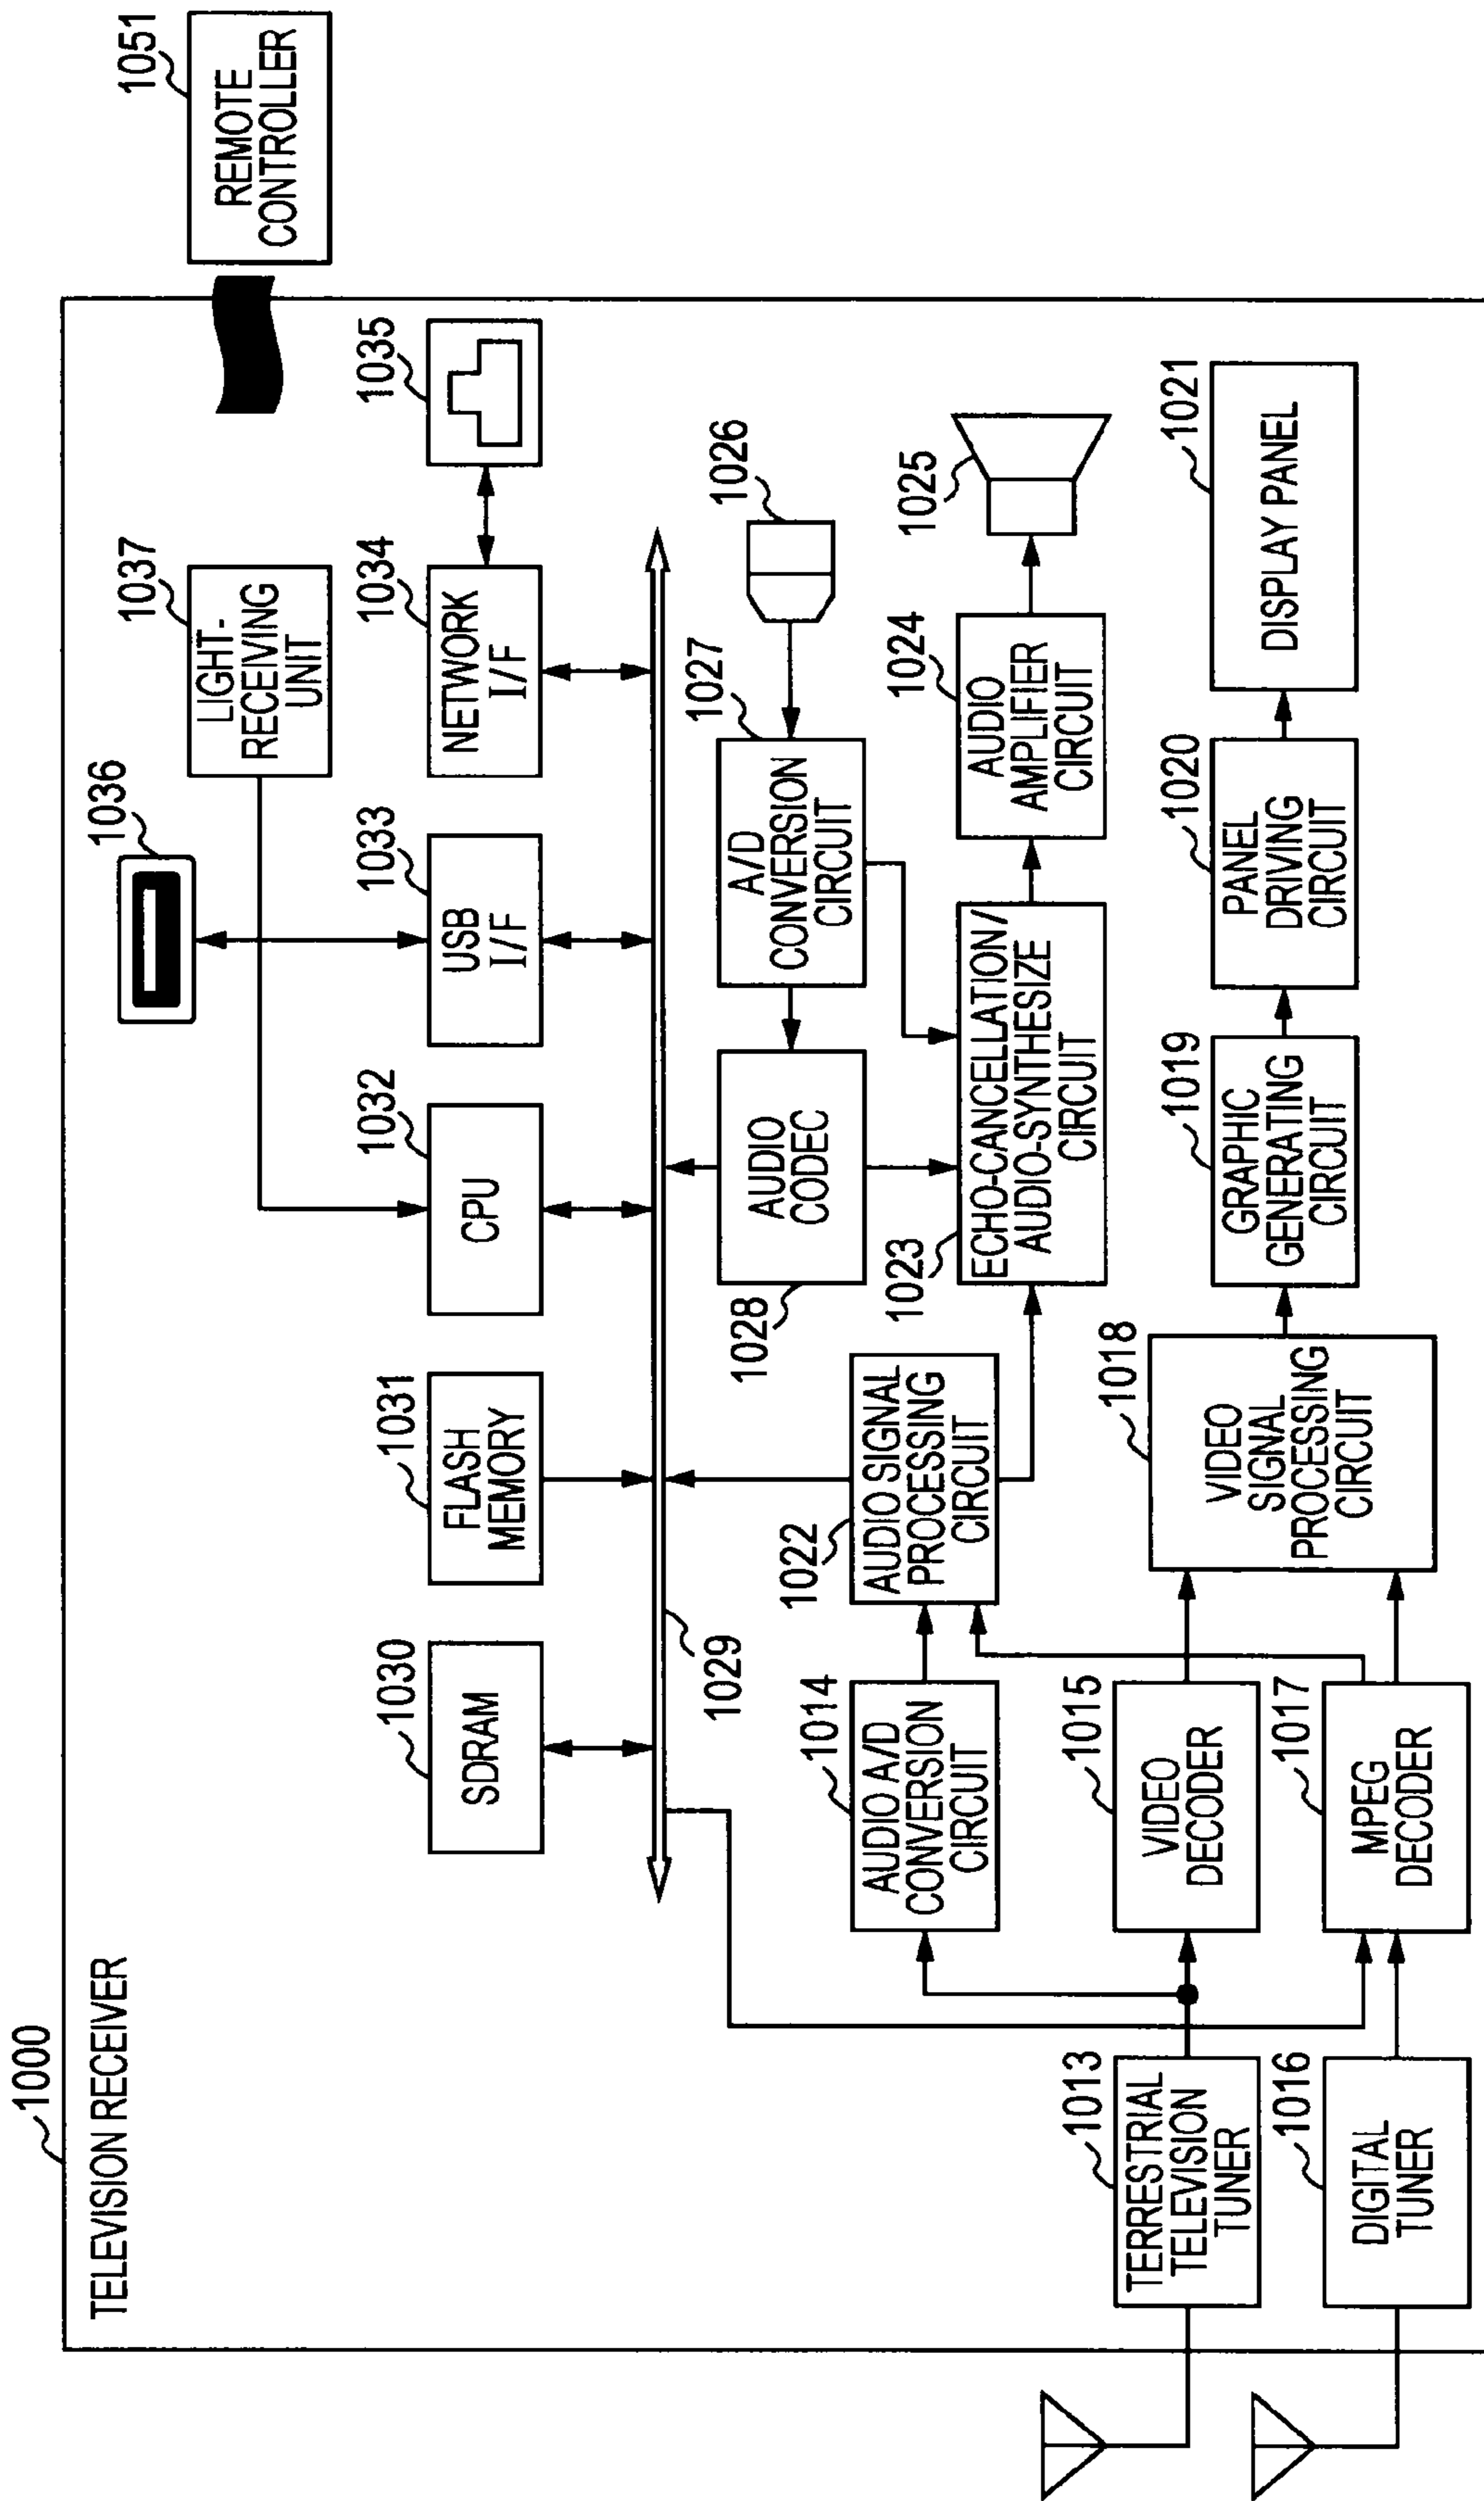 1000
TELEVISION RECEIVER
1036
1037
LIGHT-
RECEIVING
UNIT
1051
REMOTE
CONTROLLER
1030
SDRAM
1031
FLASH
MEMORY
1032
CPU
1033
USB
I/F
1034
NETWORK
I/F
1035
1029
1028
AUDIO
CODEC
1027
A/D
CONVERSION
CIRCUIT
1026
1014
AUDIO A/D
CONVERSION
CIRCUIT
1022
AUDIO SIGNAL
PROCESSING
CIRCUIT
1023
ECHO-CANCELLATION/
AUDIO-SYNTHESIZE
CIRCUIT
1024
AUDIO
AMPLIFIER
CIRCUIT
1025
1013
TERRESTRIAL
TELEVISION
TUNER
1015
VIDEO
DECODER
1018
VIDEO
SIGNAL
PROCESSING
CIRCUIT
1019
GRAPHIC
GENERATING
CIRCUIT
1020
PANEL
DRIVING
CIRCUIT
1021
DISPLAY PANEL
1016
DIGITAL
TUNER
1017
MPEG
DECODER